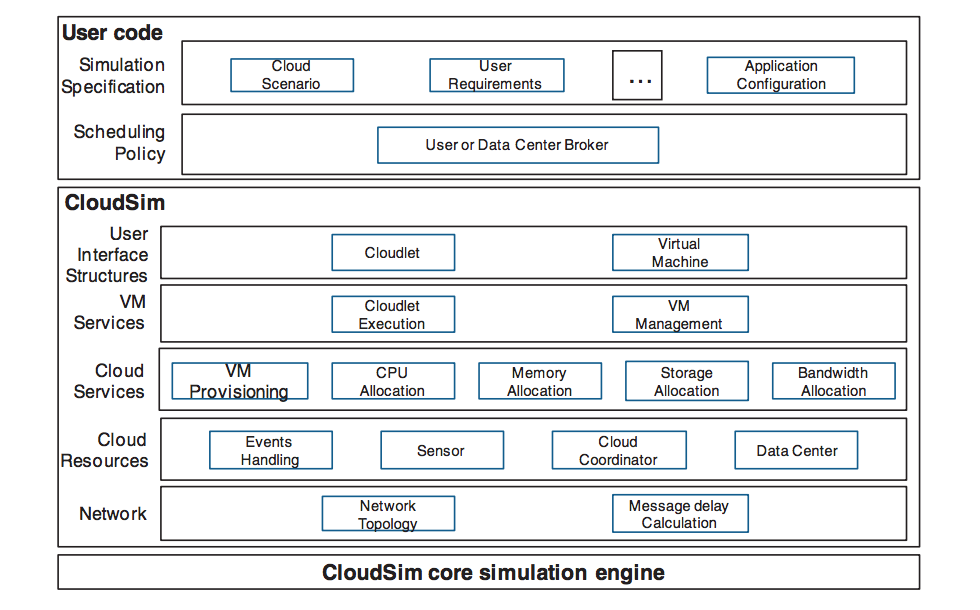 User code
Simulation
Specification
Cloud
Scenario
User
Requirements
...
Application
Configuration
Scheduling
Policy
User or Data Center Broker
CloudSim
User
Interface
Structures
Cloudlet
Virtual
Machine
VM
Services
Cloudlet
Execution
VM
Management
Cloud
Services
VM
Provisioning
CPU
Allocation
Memory
Allocation
Storage
Allocation
Bandwidth
Allocation
Cloud
Resources
Events
Handling
Sensor
Cloud
Coordinator
Data Center
Network
Network
Topology
Message delay
Calculation
CloudSim core simulation engine